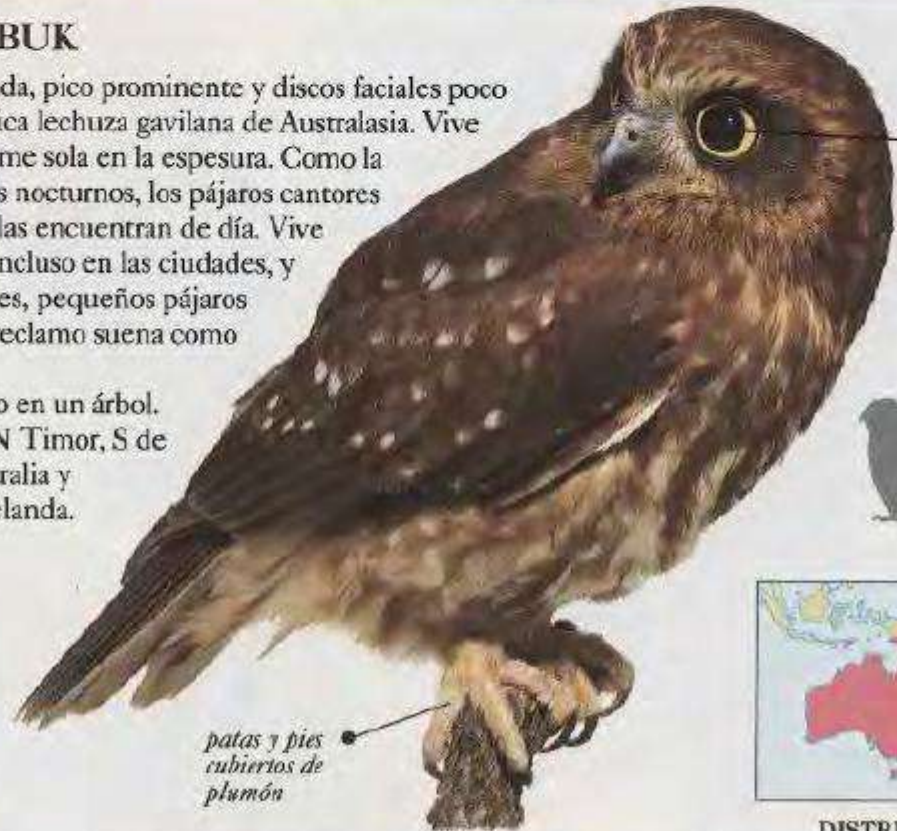 BUK
da, pico prominente y discos faciales poco
ica lechuza gavilana de Australasia. Vive
me sola en la espesura. Como la
s nocturnos, los pájaros cantores
las encuentran de día. Vive
incluso en las ciudades, y
es, pequeños pájaros
reclamo suena como
o en un árbol.
N Timor, S de
ralia y
elanda.
patas y pies
cubiertos de
plumón
DISTRI